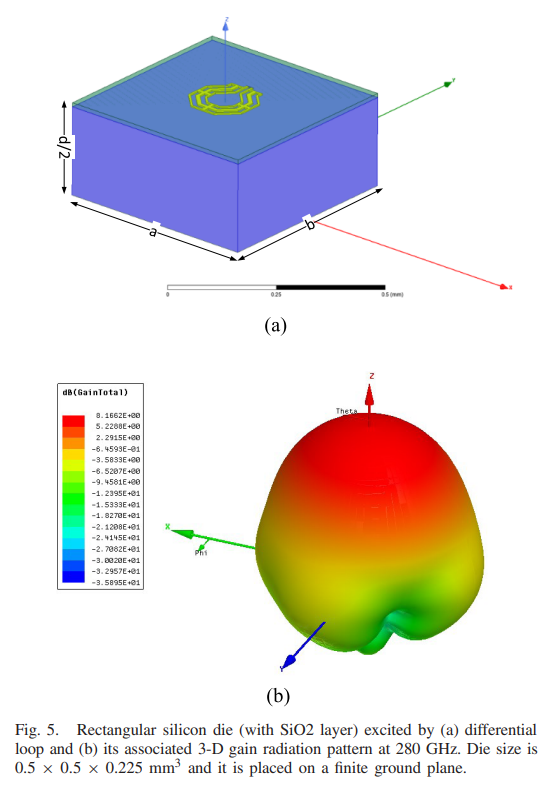 Z
Y
d/2
a
b
X
0
0.25
0.5 (mm)
(a)
Z
dB(GainTotal)
Theta
8.1662E+00
5.2288E+00
2.2915E+00
-6.4593E-01
-3.5833E+00
-6.5207E+00
-9.4581E+00
-1.2395E+01
-1.5333E+01
-1.8270E+01
-2.1208E+01
-2.4145E+01
-2.7082E+01
-3.0020E+01
-3.2957E+01
-3.5895E+01
X
Phi
Y
(b)
Fig. 5. Rectangular silicon die (with SiO2 layer) excited by (a) differential
loop and (b) its associated 3-D gain radiation pattern at 280 GHz. Die size is
0.5 × 0.5 × 0.225 mm³ and it is placed on a finite ground plane.